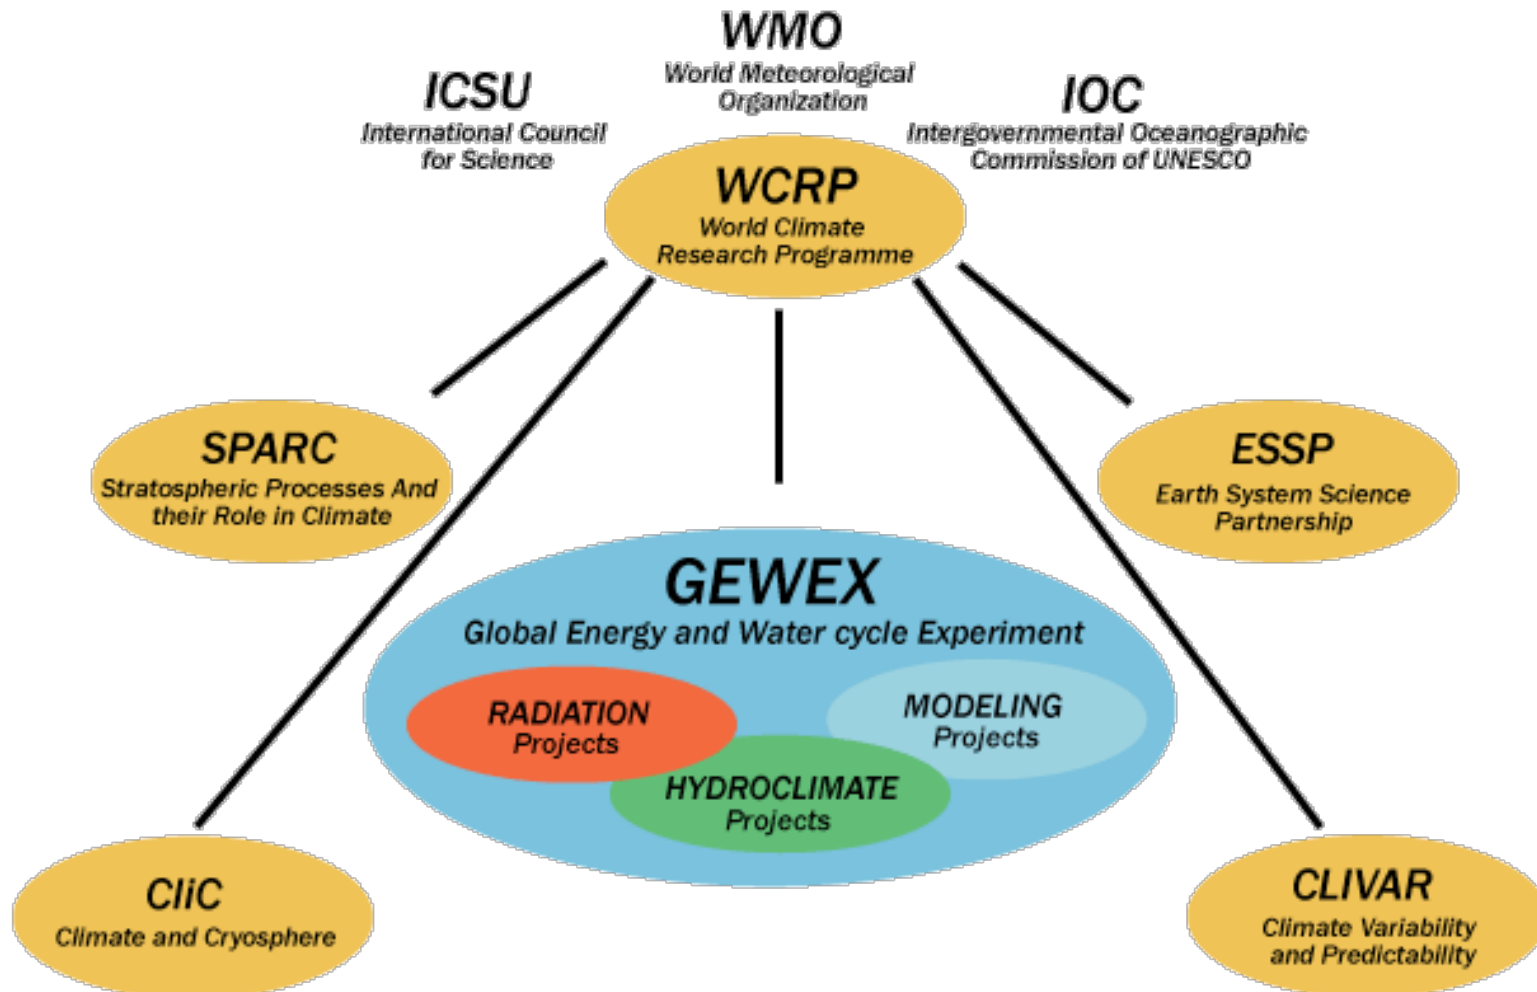 WMO
World Meteorological
Organization
ICSU
International Council
for Science
IOC
Intergovernmental Oceanographic
Commission of UNESCO
WCRP
World Climate
Research Programme
SPARC
Stratospheric Processes And
their Role in Climate
ESSP
Earth System Science
Partnership
GEWEX
Global Energy and Water cycle Experiment
RADIATION
Projects
MODELING
Projects
HYDROCLIMATE
Projects
CliC
Climate and Cryosphere
CLIVAR
Climate Variability
and Predictability